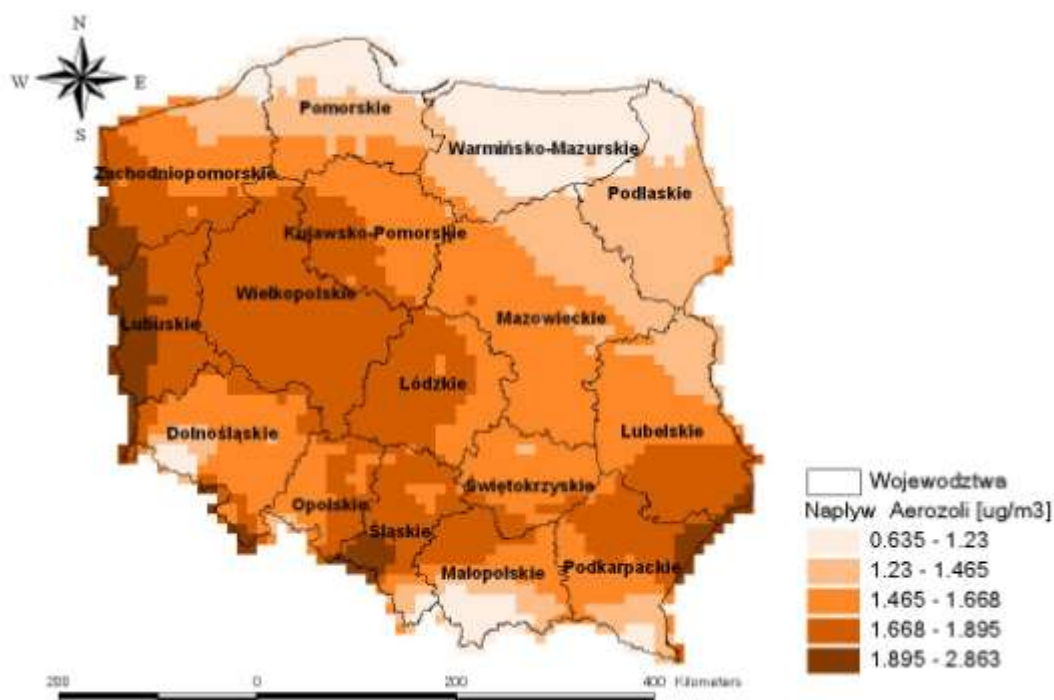 N
W E
S
Pomorskie
Warmińsko-Mazurskie
Zachodniopomorskie
Podlaskie
Kujawsko-Pomorskie
Wielkopolskie
Mazowieckie
Lubuskie
Łódzkie
Dolnośląskie
Lubelskie
Opolskie
Świętokrzyskie
Śląskie
Małopolskie
Podkarpackie
Wojewodztwa
Napływ Aerozoli [ug/m3]
0.635 - 1.23
1.23 - 1.465
1.465 - 1.668
1.668 - 1.895
1.895 - 2.863
200 0 200 400 Kilometers